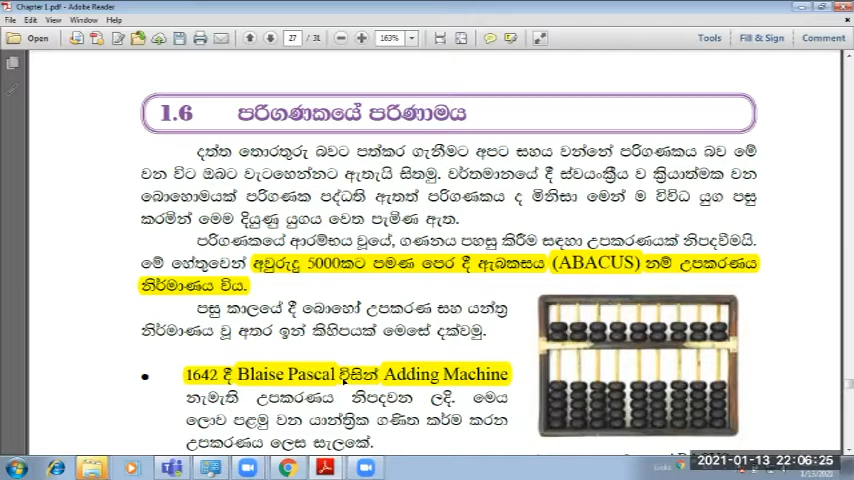 Chapter 1.pdf - Adobe Reader
File Edit View Window Help
Open 27 / 31 163% Tools Fill & Sign Comment
1.6 පරිගණකයේ පරිණාමය
දත්ත තොරතුරු බවට පත්කර ගැනීමට අපට සහය වන්නේ පරිගණකය බව මේ
වන විට ඔබට වැටහෙන්නට ඇතැයි සිතමු. වර්තමානයේ දී ස්වයංක්‍රීය ව ක්‍රියාත්මක වන
බොහොමයක් පරිගණක පද්ධති ඇතත් පරිගණකය ද මිනිසා මෙන් ම විවිධ යුග පසු
කරමින් මෙම දියුණු යුගය වෙත පැමිණ ඇත.
පරිගණකයේ ආරම්භය වූයේ, ගණනය පහසු කිරීම සඳහා උපකරණයක් නිපදවීමයි.
මේ හේතුවෙන් අවුරුදු 5000කට පමණ පෙර දී ඇබකසය (ABACUS) නම් උපකරණය
නිර්මාණය විය.
පසු කාලයේ දී බොහෝ උපකරණ සහ යන්ත්‍ර
නිර්මාණය වූ අතර ඉන් කිහිපයක් මෙසේ දක්වමු.
• 1642 දී Blaise Pascal විසින් Adding Machine
නැමැති උපකරණය නිපදවන ලදි. මෙය
ලොව පළමු වන යාන්ත්‍රික ගණිත කර්ම කරන
උපකරණය ලෙස සැලකේ.
2021-01-13 22:06:25
1/13/2021